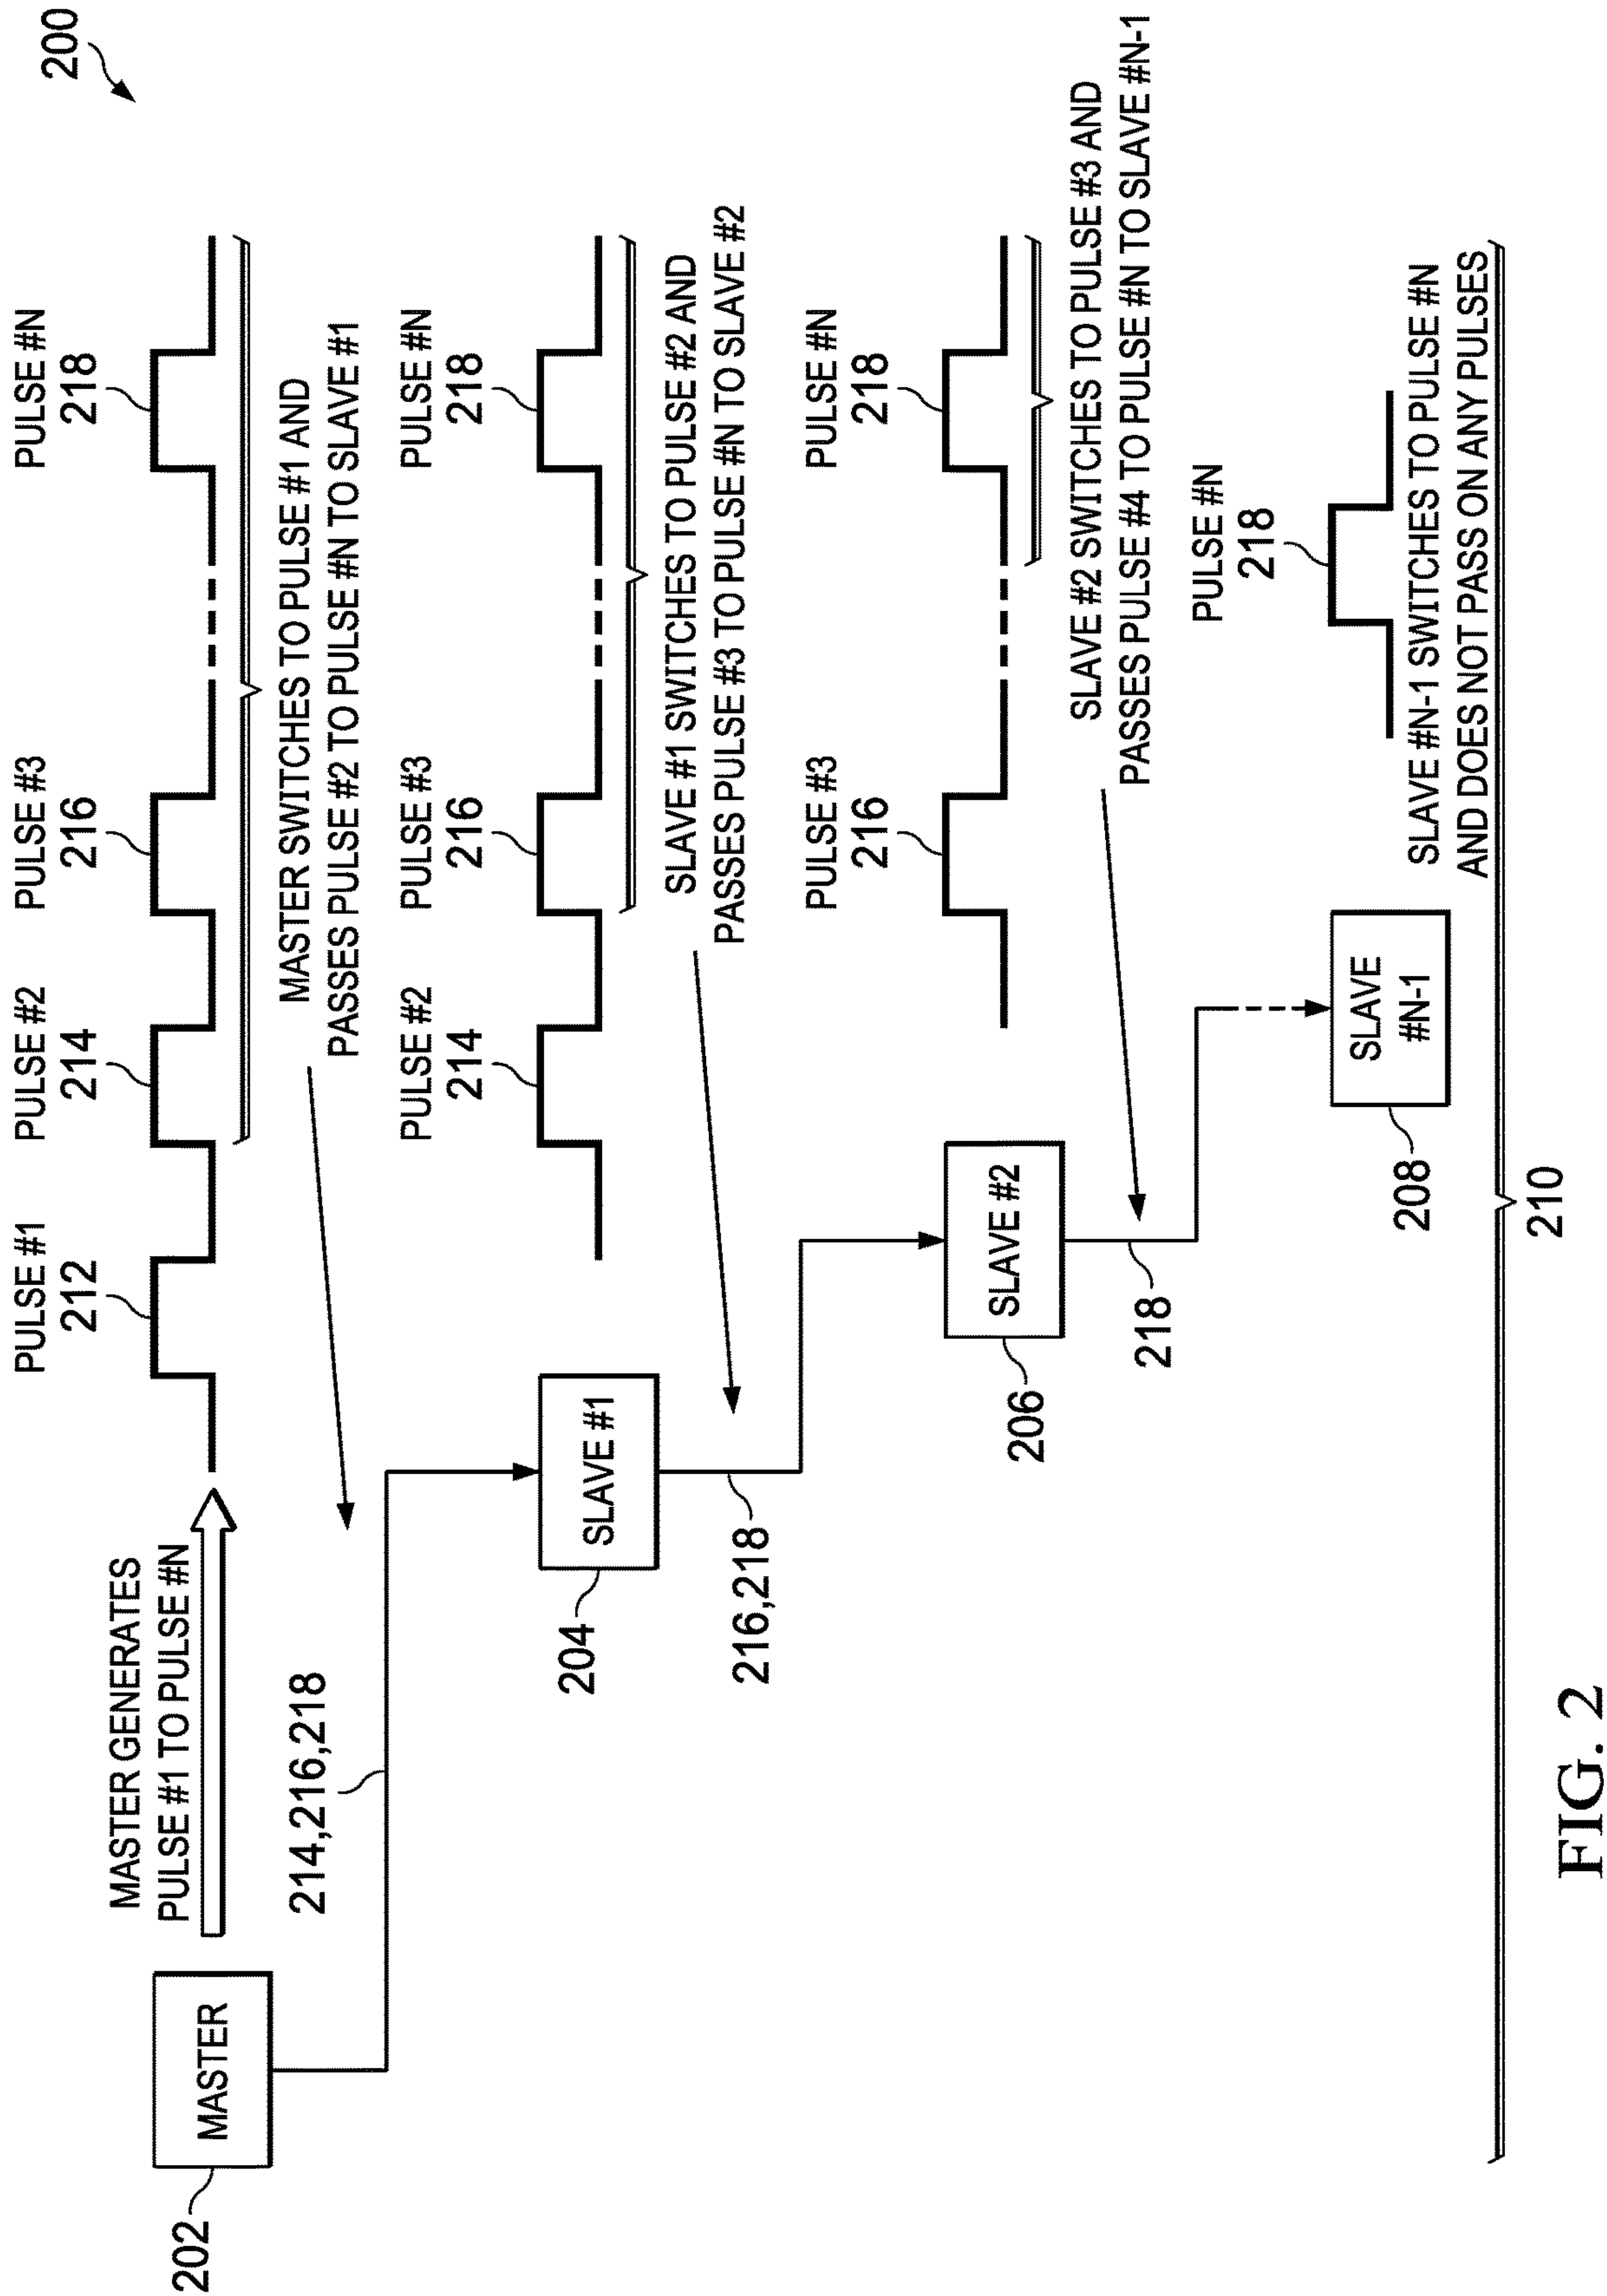 200
PULSE #1
212
PULSE #2
214
PULSE #3
216
PULSE #N
218
MASTER GENERATES
PULSE #1 TO PULSE #N
202
MASTER
MASTER SWITCHES TO PULSE #1 AND
PASSES PULSE #2 TO PULSE #N TO SLAVE #1
214,216,218
PULSE #2
214
PULSE #3
216
PULSE #N
218
204
SLAVE #1
SLAVE #1 SWITCHES TO PULSE #2 AND
PASSES PULSE #3 TO PULSE #N TO SLAVE #2
216,218
PULSE #3
216
PULSE #N
218
206
SLAVE #2
SLAVE #2 SWITCHES TO PULSE #3 AND
PASSES PULSE #4 TO PULSE #N TO SLAVE #N-1
218
PULSE #N
218
208
SLAVE
#N-1
SLAVE #N-1 SWITCHES TO PULSE #N
AND DOES NOT PASS ON ANY PULSES
210
FIG. 2